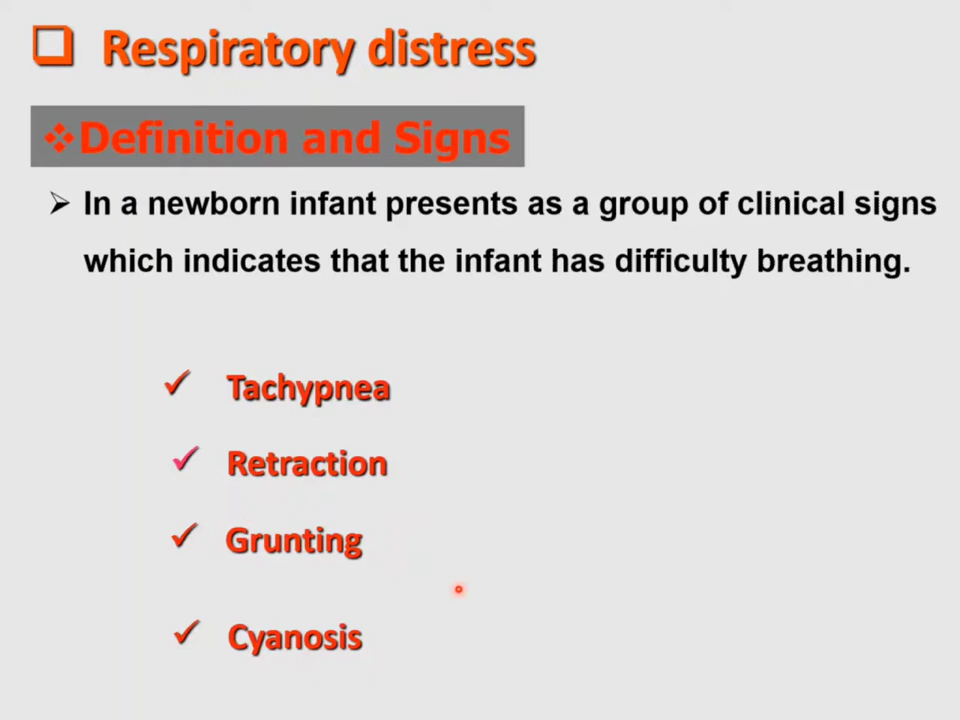 Respiratory distress
Definition and Signs
In a newborn infant presents as a group of clinical signs
which indicates that the infant has difficulty breathing.
Tachypnea
Retraction
Grunting
Cyanosis